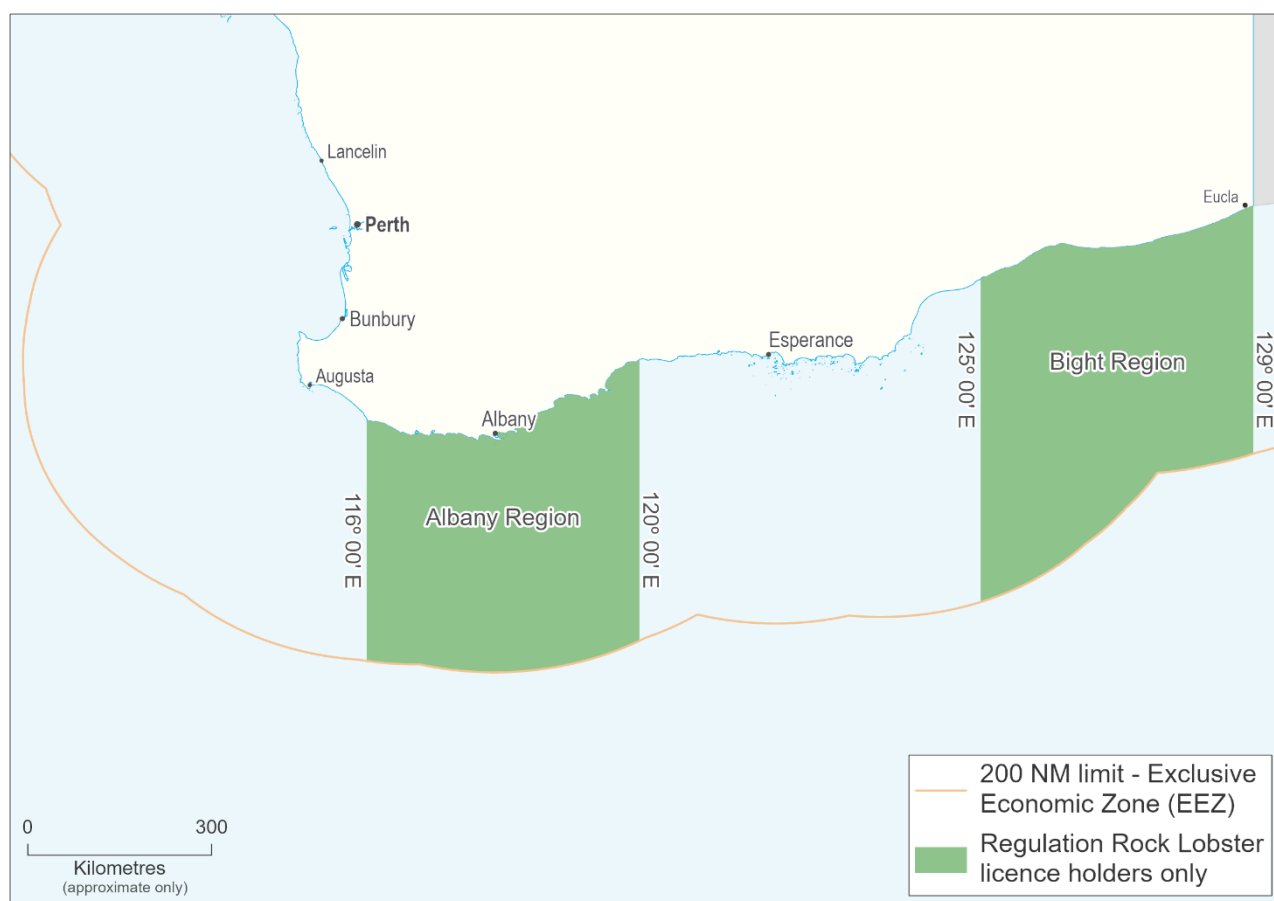 Lancelin
Perth
Eucla
Bunbury
Esperance
Augusta
Albany
Bight Region
125° 00' E
129° 00' E
Albany Region
116° 00' E
120° 00' E
200 NM limit - Exclusive
Economic Zone (EEZ)
Regulation Rock Lobster
licence holders only
0
300
Kilometres
(approximate only)